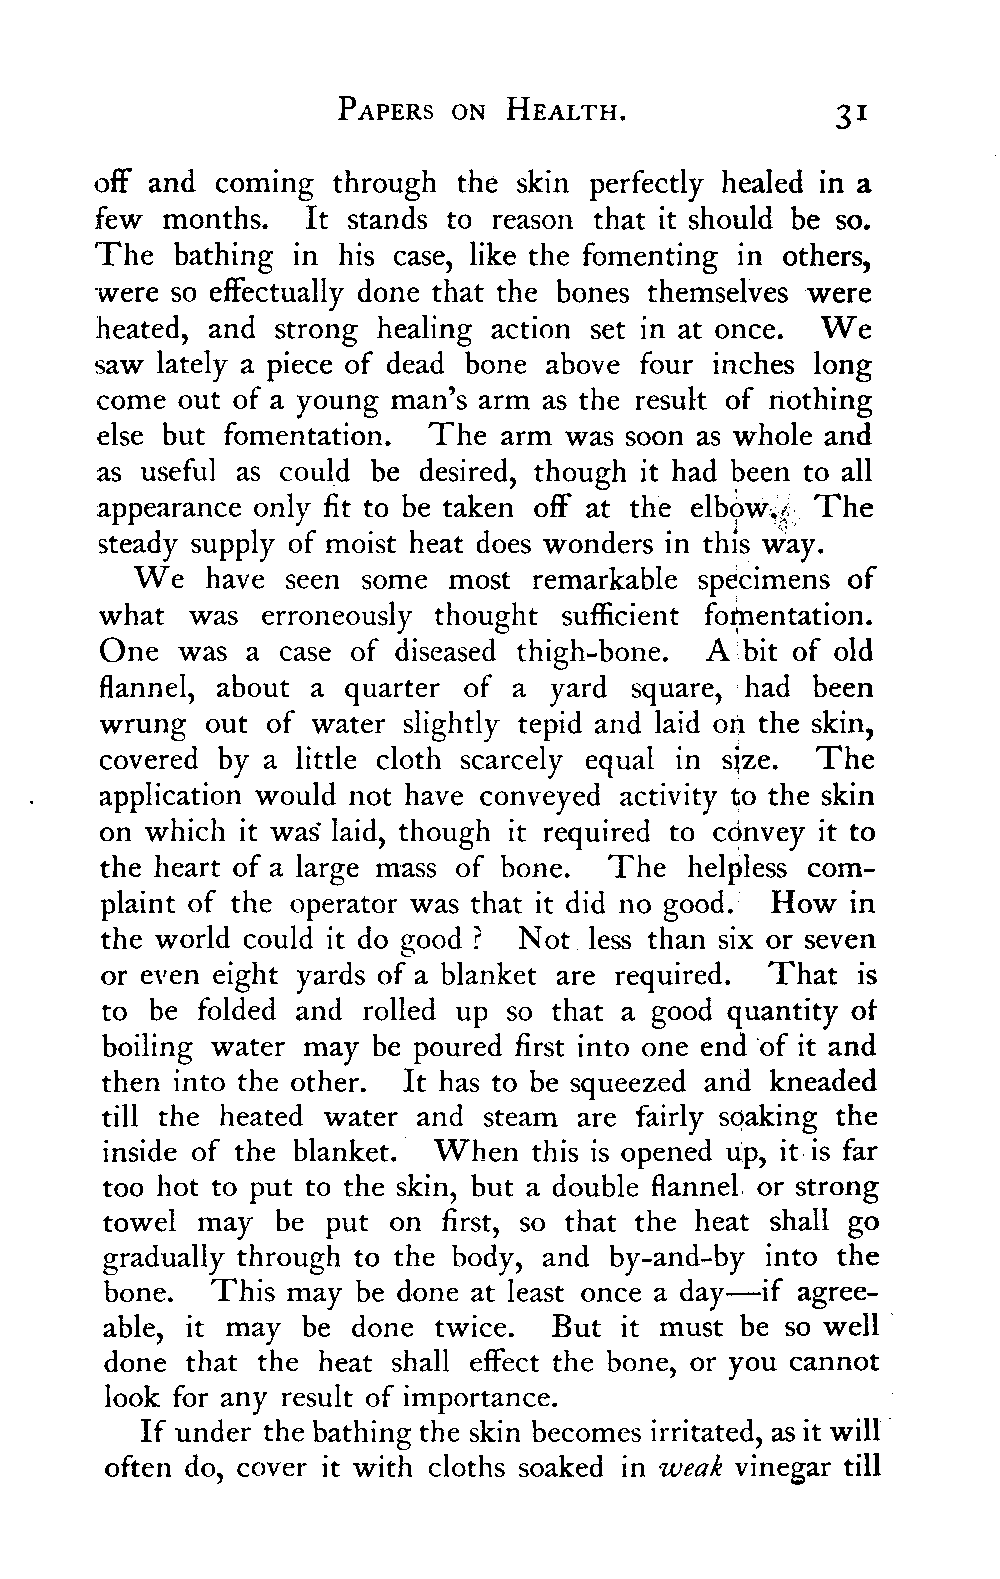 PAPERS ON HEALTH. 31
off and coming through the skin perfectly healed in a
few months. It stands to reason that it should be so.
The bathing in his case, like the fomenting in others,
were so effectually done that the bones themselves were
heated, and strong healing action set in at once. We
saw lately a piece of dead bone above four inches long
come out of a young man's arm as the result of nothing
else but fomentation. The arm was soon as whole and
as useful as could be desired, though it had been to all
appearance only fit to be taken off at the elbow. The
steady supply of moist heat does wonders in this way.
We have seen some most remarkable specimens of
what was erroneously thought sufficient fomentation.
One was a case of diseased thigh-bone. A bit of old
flannel, about a quarter of a yard square, had been
wrung out of water slightly tepid and laid on the skin,
covered by a little cloth scarcely equal in size. The
application would not have conveyed activity to the skin
on which it was laid, though it required to convey it to
the heart of a large mass of bone. The helpless com-
plaint of the operator was that it did no good. How in
the world could it do good ? Not less than six or seven
or even eight yards of a blanket are required. That is
to be folded and rolled up so that a good quantity of
boiling water may be poured first into one end of it and
then into the other. It has to be squeezed and kneaded
till the heated water and steam are fairly soaking the
inside of the blanket. When this is opened up, it is far
too hot to put to the skin, but a double flannel or strong
towel may be put on first, so that the heat shall go
gradually through to the body, and by-and-by into the
bone. This may be done at least once a day—if agree-
able, it may be done twice. But it must be so well
done that the heat shall effect the bone, or you cannot
look for any result of importance.
If under the bathing the skin becomes irritated, as it will
often do, cover it with cloths soaked in weak vinegar till